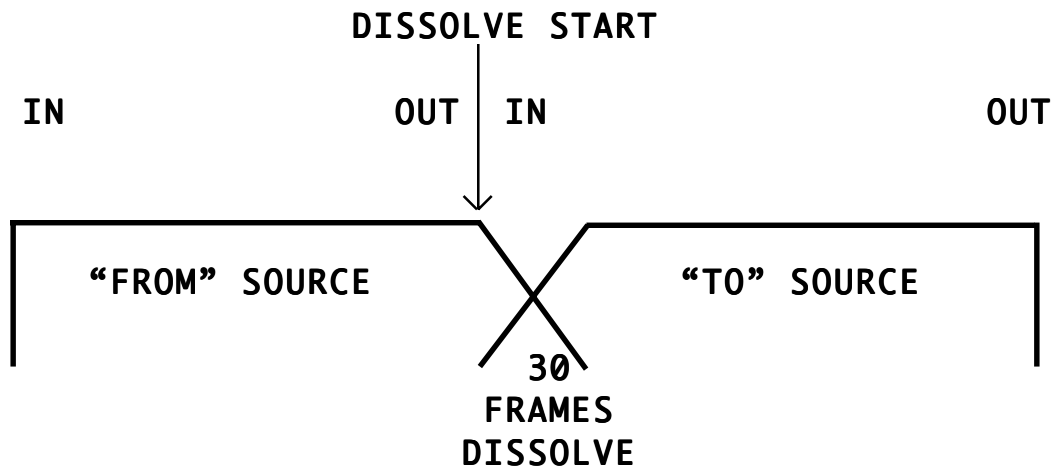 DISSOLVE START
IN OUT IN OUT
“FROM” SOURCE “TO” SOURCE
30
FRAMES
DISSOLVE